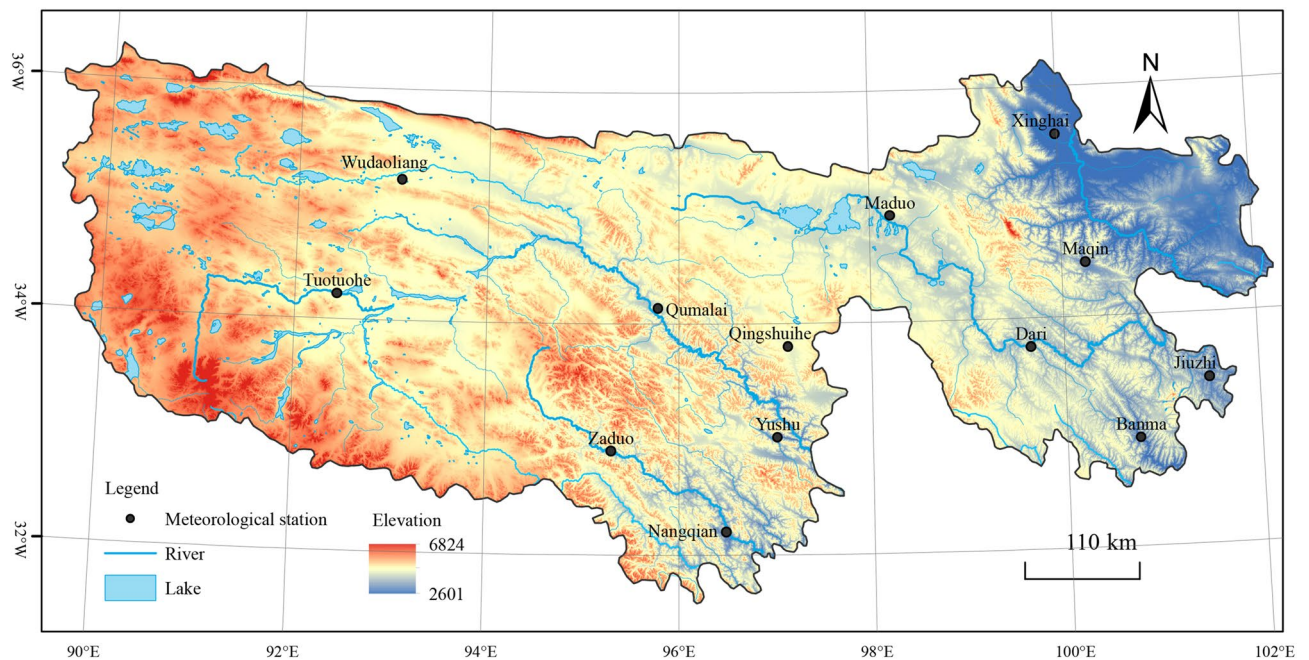 N
36°W
Xinghai
Wudaoliang
Maduo
Maqin
Tuotuohe
34°W
Qumalai
Qingshuihe
Dari
Jiuzhi
Yushu
Banma
Zaduo
Legend
Meteorological station
Elevation
Nangqian
32°W
6824
110 km
River
Lake
2601
90°E 92°E 94°E 96°E 98°E 100°E 102°E